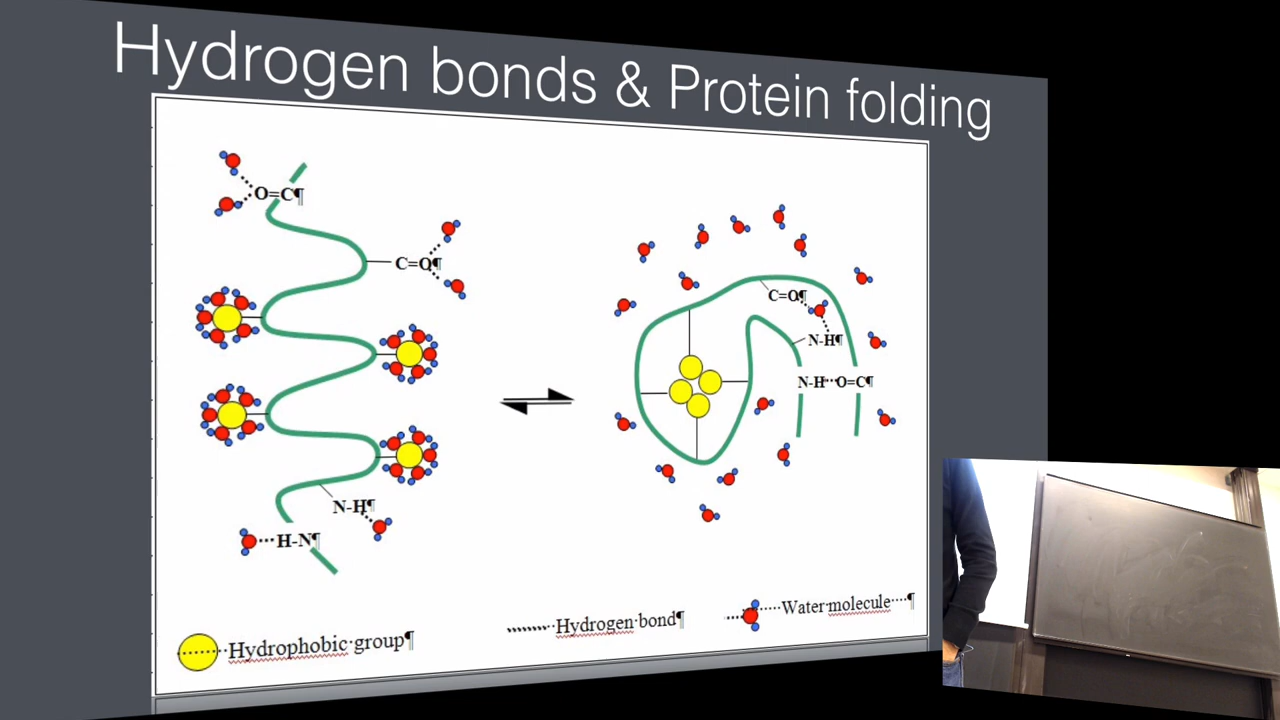 Hydrogen bonds & Protein folding
O=C¶
C=O¶
C=O¶
N-H¶
N-H···O=C¶
N-H¶
H-N¶
Hydrophobic·group¶
Hydrogen·bond¶
Water·molecule····¶